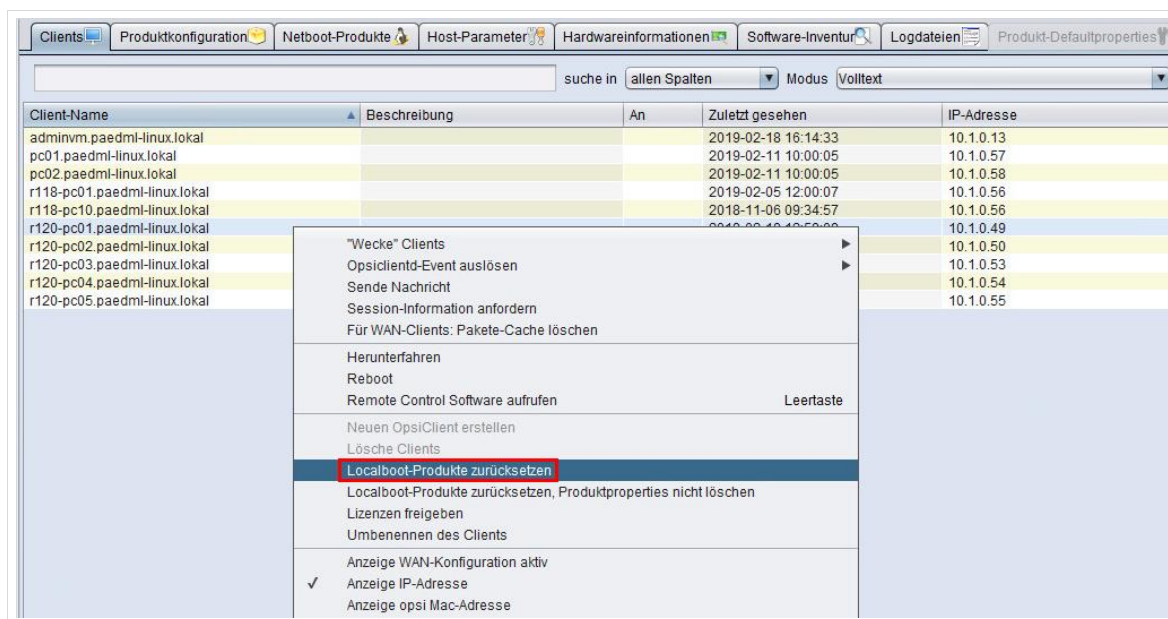 Clients Produktkonfiguration Netboot-Produkte Host-Parameter Hardwareinformationen Software-Inventur Logdateien Produkt-Defaultproperties
suche in allen Spalten Modus Volltext
Client-Name Beschreibung An Zuletzt gesehen IP-Adresse
adminvm.paedml-linux.lokal 2019-02-18 16:14:33 10.1.0.13
pc01.paedml-linux.lokal 2019-02-11 10:00:05 10.1.0.57
pc02.paedml-linux.lokal 2019-02-11 10:00:05 10.1.0.58
r118-pc01.paedml-linux.lokal 2019-02-05 12:00:07 10.1.0.56
r118-pc10.paedml-linux.lokal 2018-11-06 09:34:57 10.1.0.56
r120-pc01.paedml-linux.lokal 10.1.0.49
r120-pc02.paedml-linux.lokal 10.1.0.50
r120-pc03.paedml-linux.lokal 10.1.0.53
r120-pc04.paedml-linux.lokal 10.1.0.54
r120-pc05.paedml-linux.lokal 10.1.0.55
"Wecke" Clients
Opsiclientd-Event auslösen
Sende Nachricht
Session-Information anfordern
Für WAN-Clients: Pakete-Cache löschen
Herunterfahren
Reboot
Remote Control Software aufrufen Leertaste
Neuen OpsiClient erstellen
Lösche Clients
Localboot-Produkte zurücksetzen
Localboot-Produkte zurücksetzen, Produktproperties nicht löschen
Lizenzen freigeben
Umbenennen des Clients
Anzeige WAN-Konfiguration aktiv
Anzeige IP-Adresse
Anzeige opsi Mac-Adresse